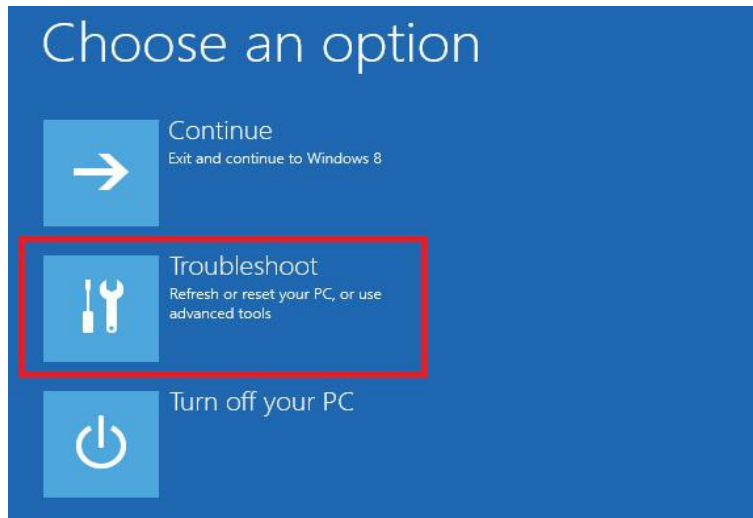 Choose an option
Continue
Exit and continue to Windows 8
Troubleshoot
Refresh or reset your PC, or use
advanced tools
Turn off your PC